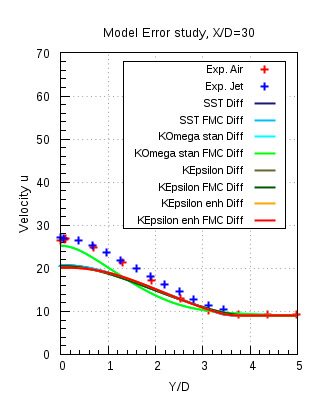 Model Error study, X/D=30
70
60
50
40
30
20
10
0
Velocity u
Exp. Air
Exp. Jet
SST Diff
SST FMC Diff
KOmega stan Diff
KOmega stan FMC Diff
KEpsilon Diff
KEpsilon FMC Diff
KEpsilon enh Diff
KEpsilon enh FMC Diff
0 1 2 3 4 5
Y/D